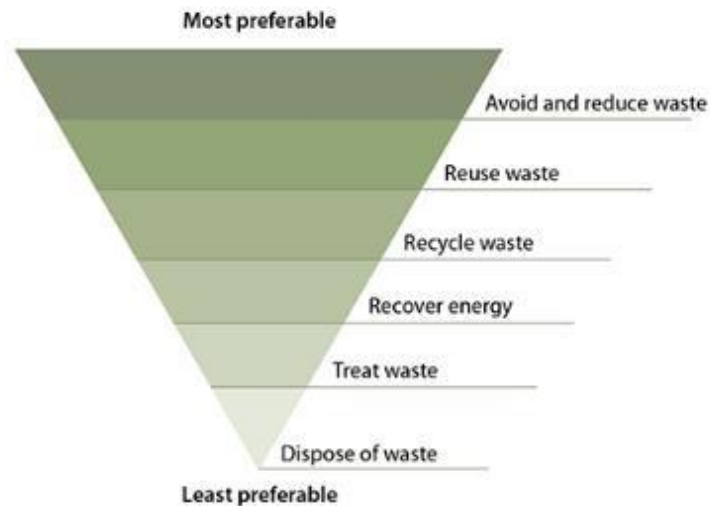 Most preferable
Avoid and reduce waste
Reuse waste
Recycle waste
Recover energy
Treat waste
Dispose of waste
Least preferable